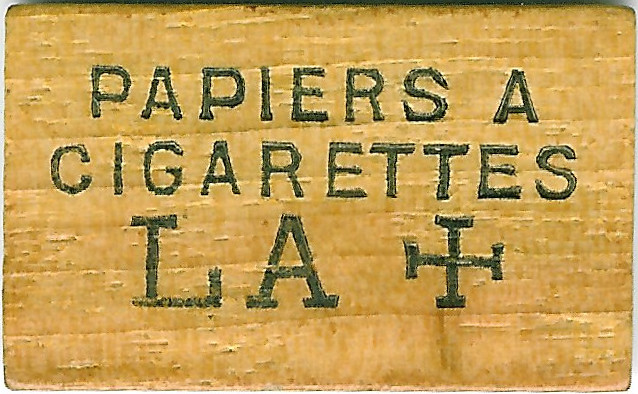 PAPIERS A
CIGARETTES
LA +